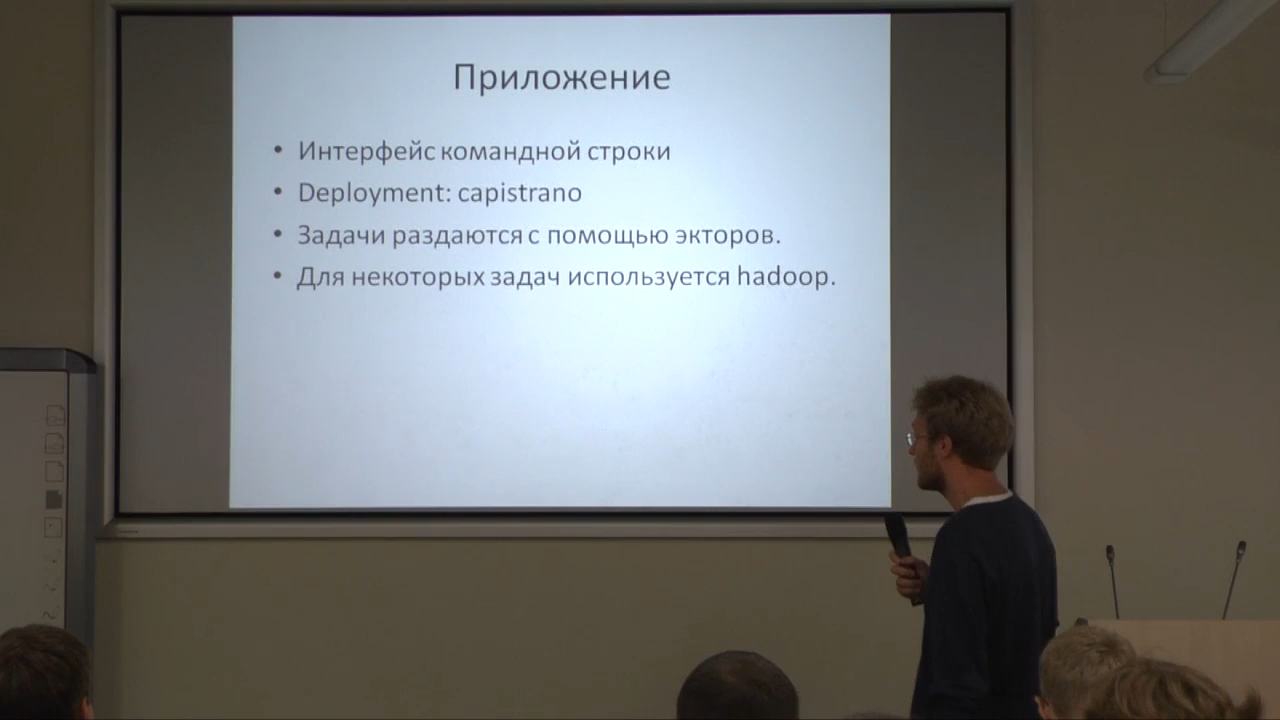 Приложение
• Интерфейс командной строки
• Deployment: capistrano
• Задачи раздаются с помощью экторов.
• Для некоторых задач используется hadoop.